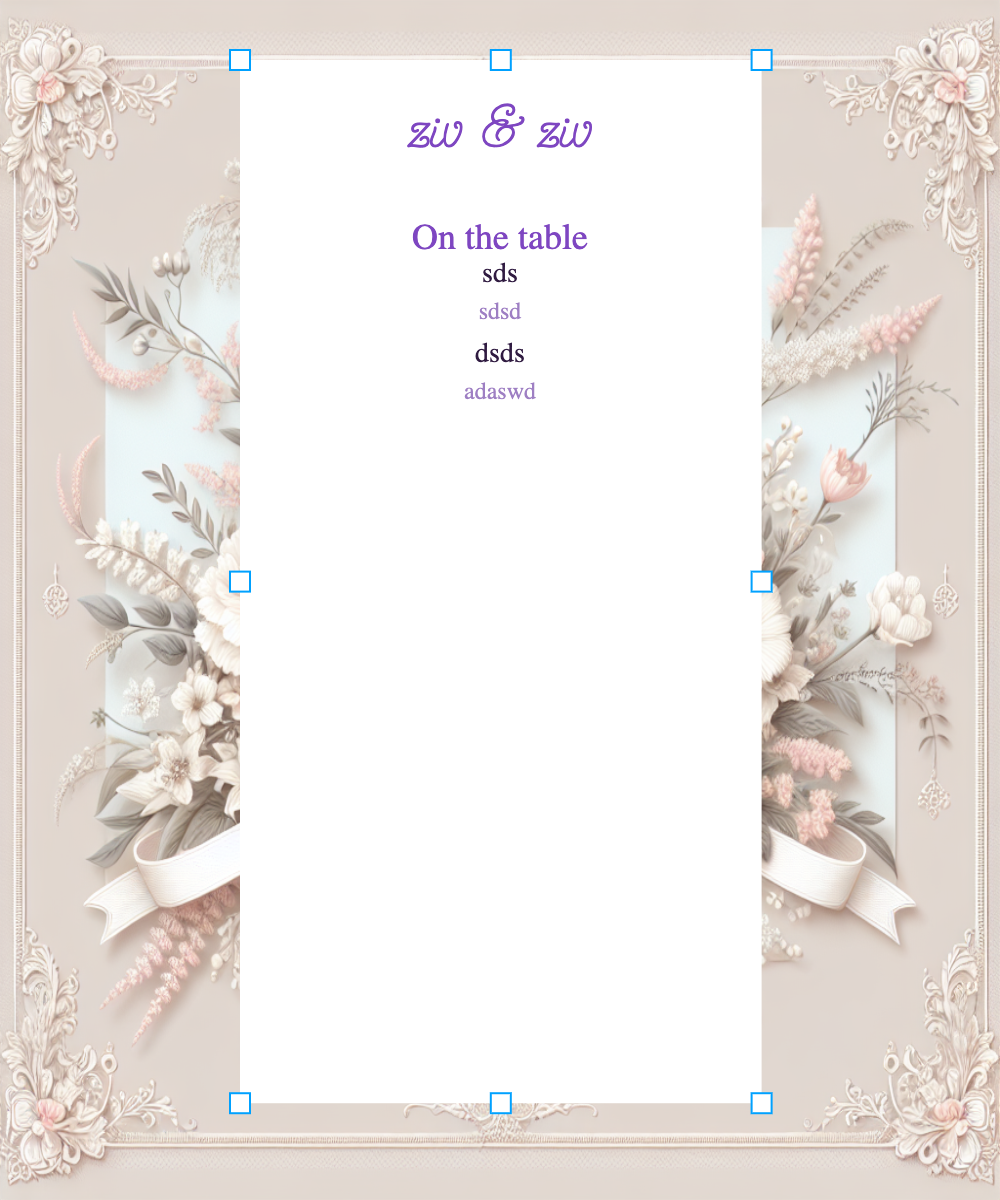 ziv & ziv
On the table
sds
sdsd
dsds
adaswd